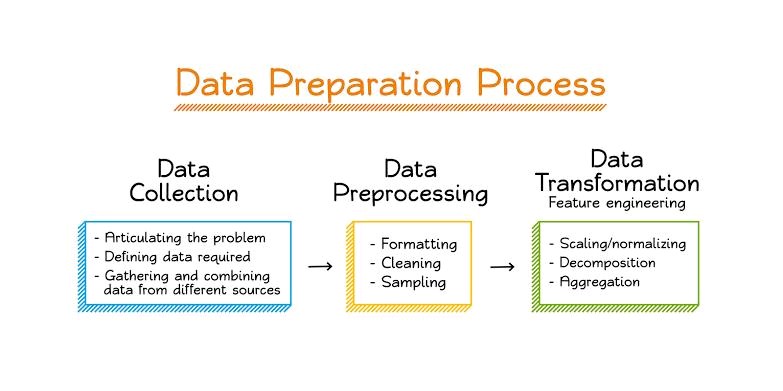 Data Preparation Process
Data
Collection
- Articulating the problem
- Defining data required
- Gathering and combining
data from different sources
→
Data
Preprocessing
- Formatting
- Cleaning
- Sampling
→
Data
Transformation
Feature engineering
- Scaling/normalizing
- Decomposition
- Aggregation